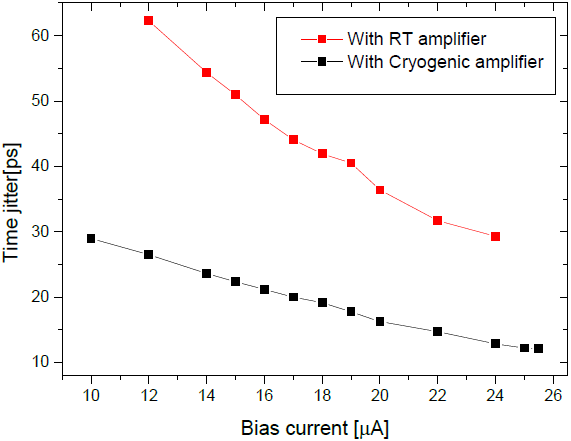 With RT amplifier
With Cryogenic amplifier
Time jitter[ps]
60
50
40
30
20
10
10 12 14 16 18 20 22 24 26
Bias current [μA]